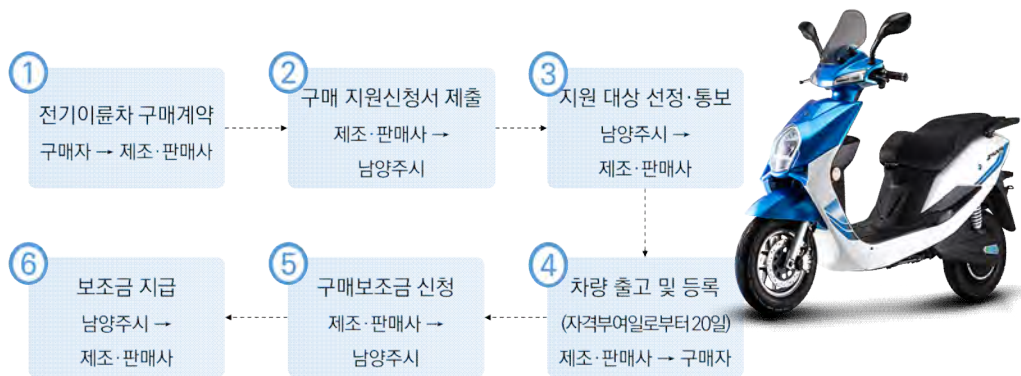 1
전기이륜차 구매계약
구매자 → 제조·판매사
2
구매 지원신청서 제출
제조·판매사 →
남양주시
3
지원 대상 선정·통보
남양주시 →
제조·판매사
4
차량 출고 및 등록
(자격부여일로부터 20일)
제조·판매사 → 구매자
5
구매보조금 신청
제조·판매사 →
남양주시
6
보조금 지급
남양주시 →
제조·판매사